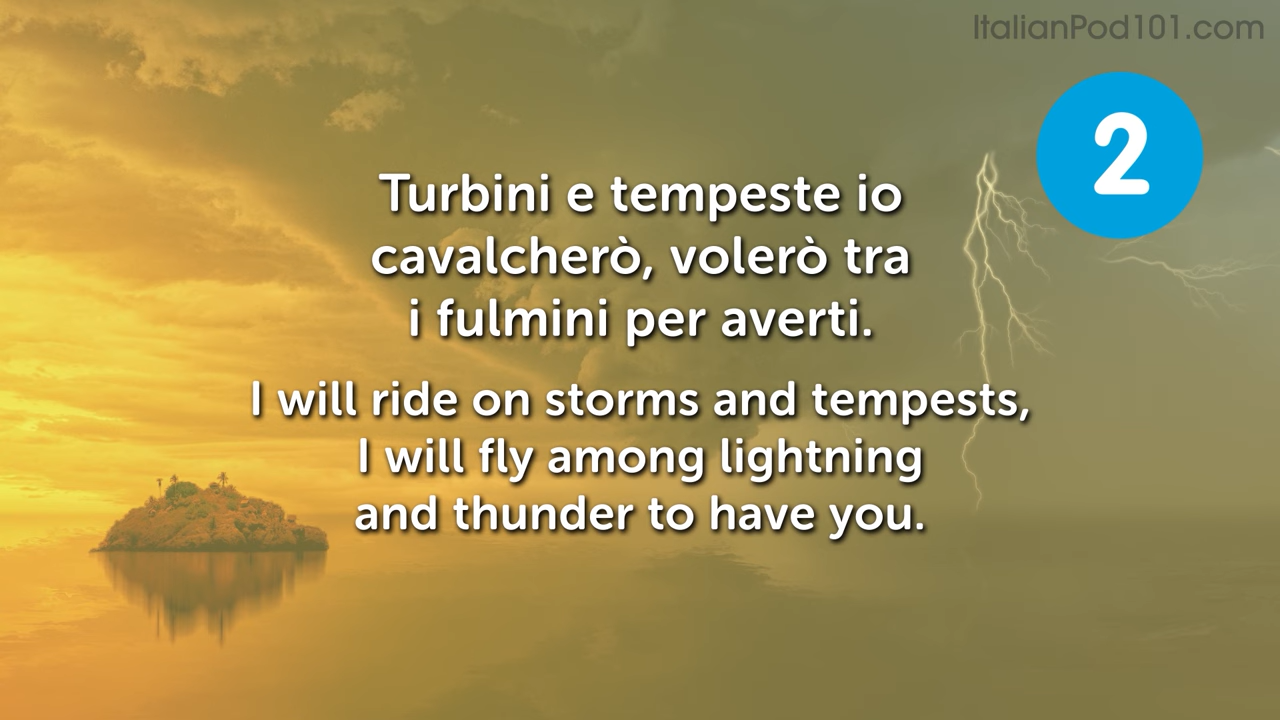 ItalianPod101.com
2
Turbini e tempeste io
cavalcherò, volerò tra
i fulmini per averti.
I will ride on storms and tempests,
I will fly among lightning
and thunder to have you.